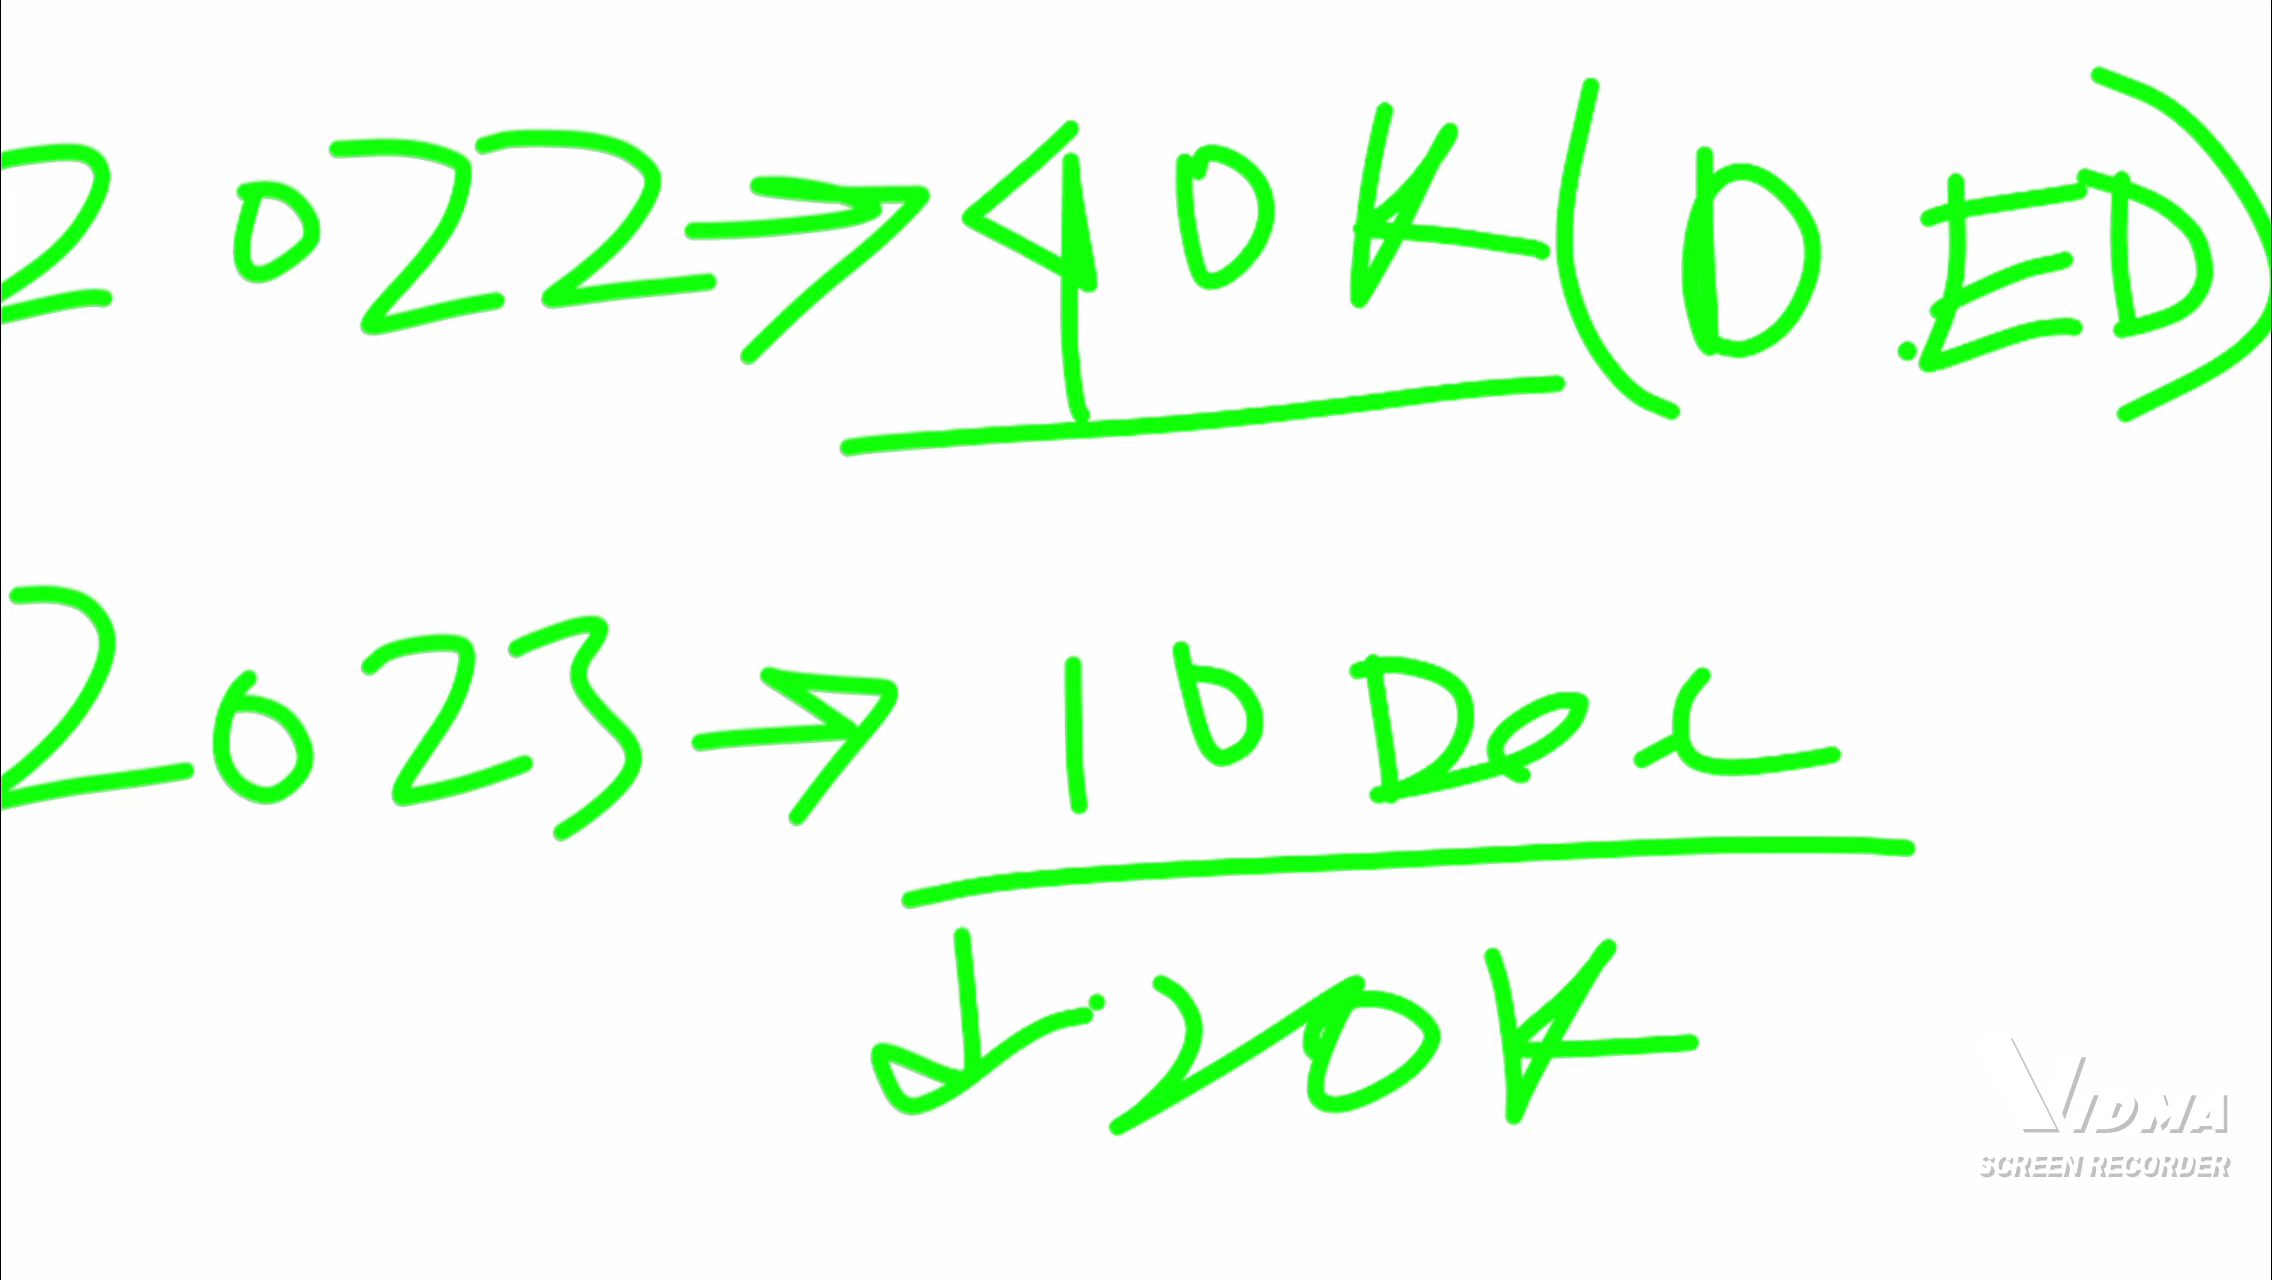 2022 → 40K (D.ED)
2023 → 10 Dec
↓ 20K
VIDMA
SCREEN RECORDER